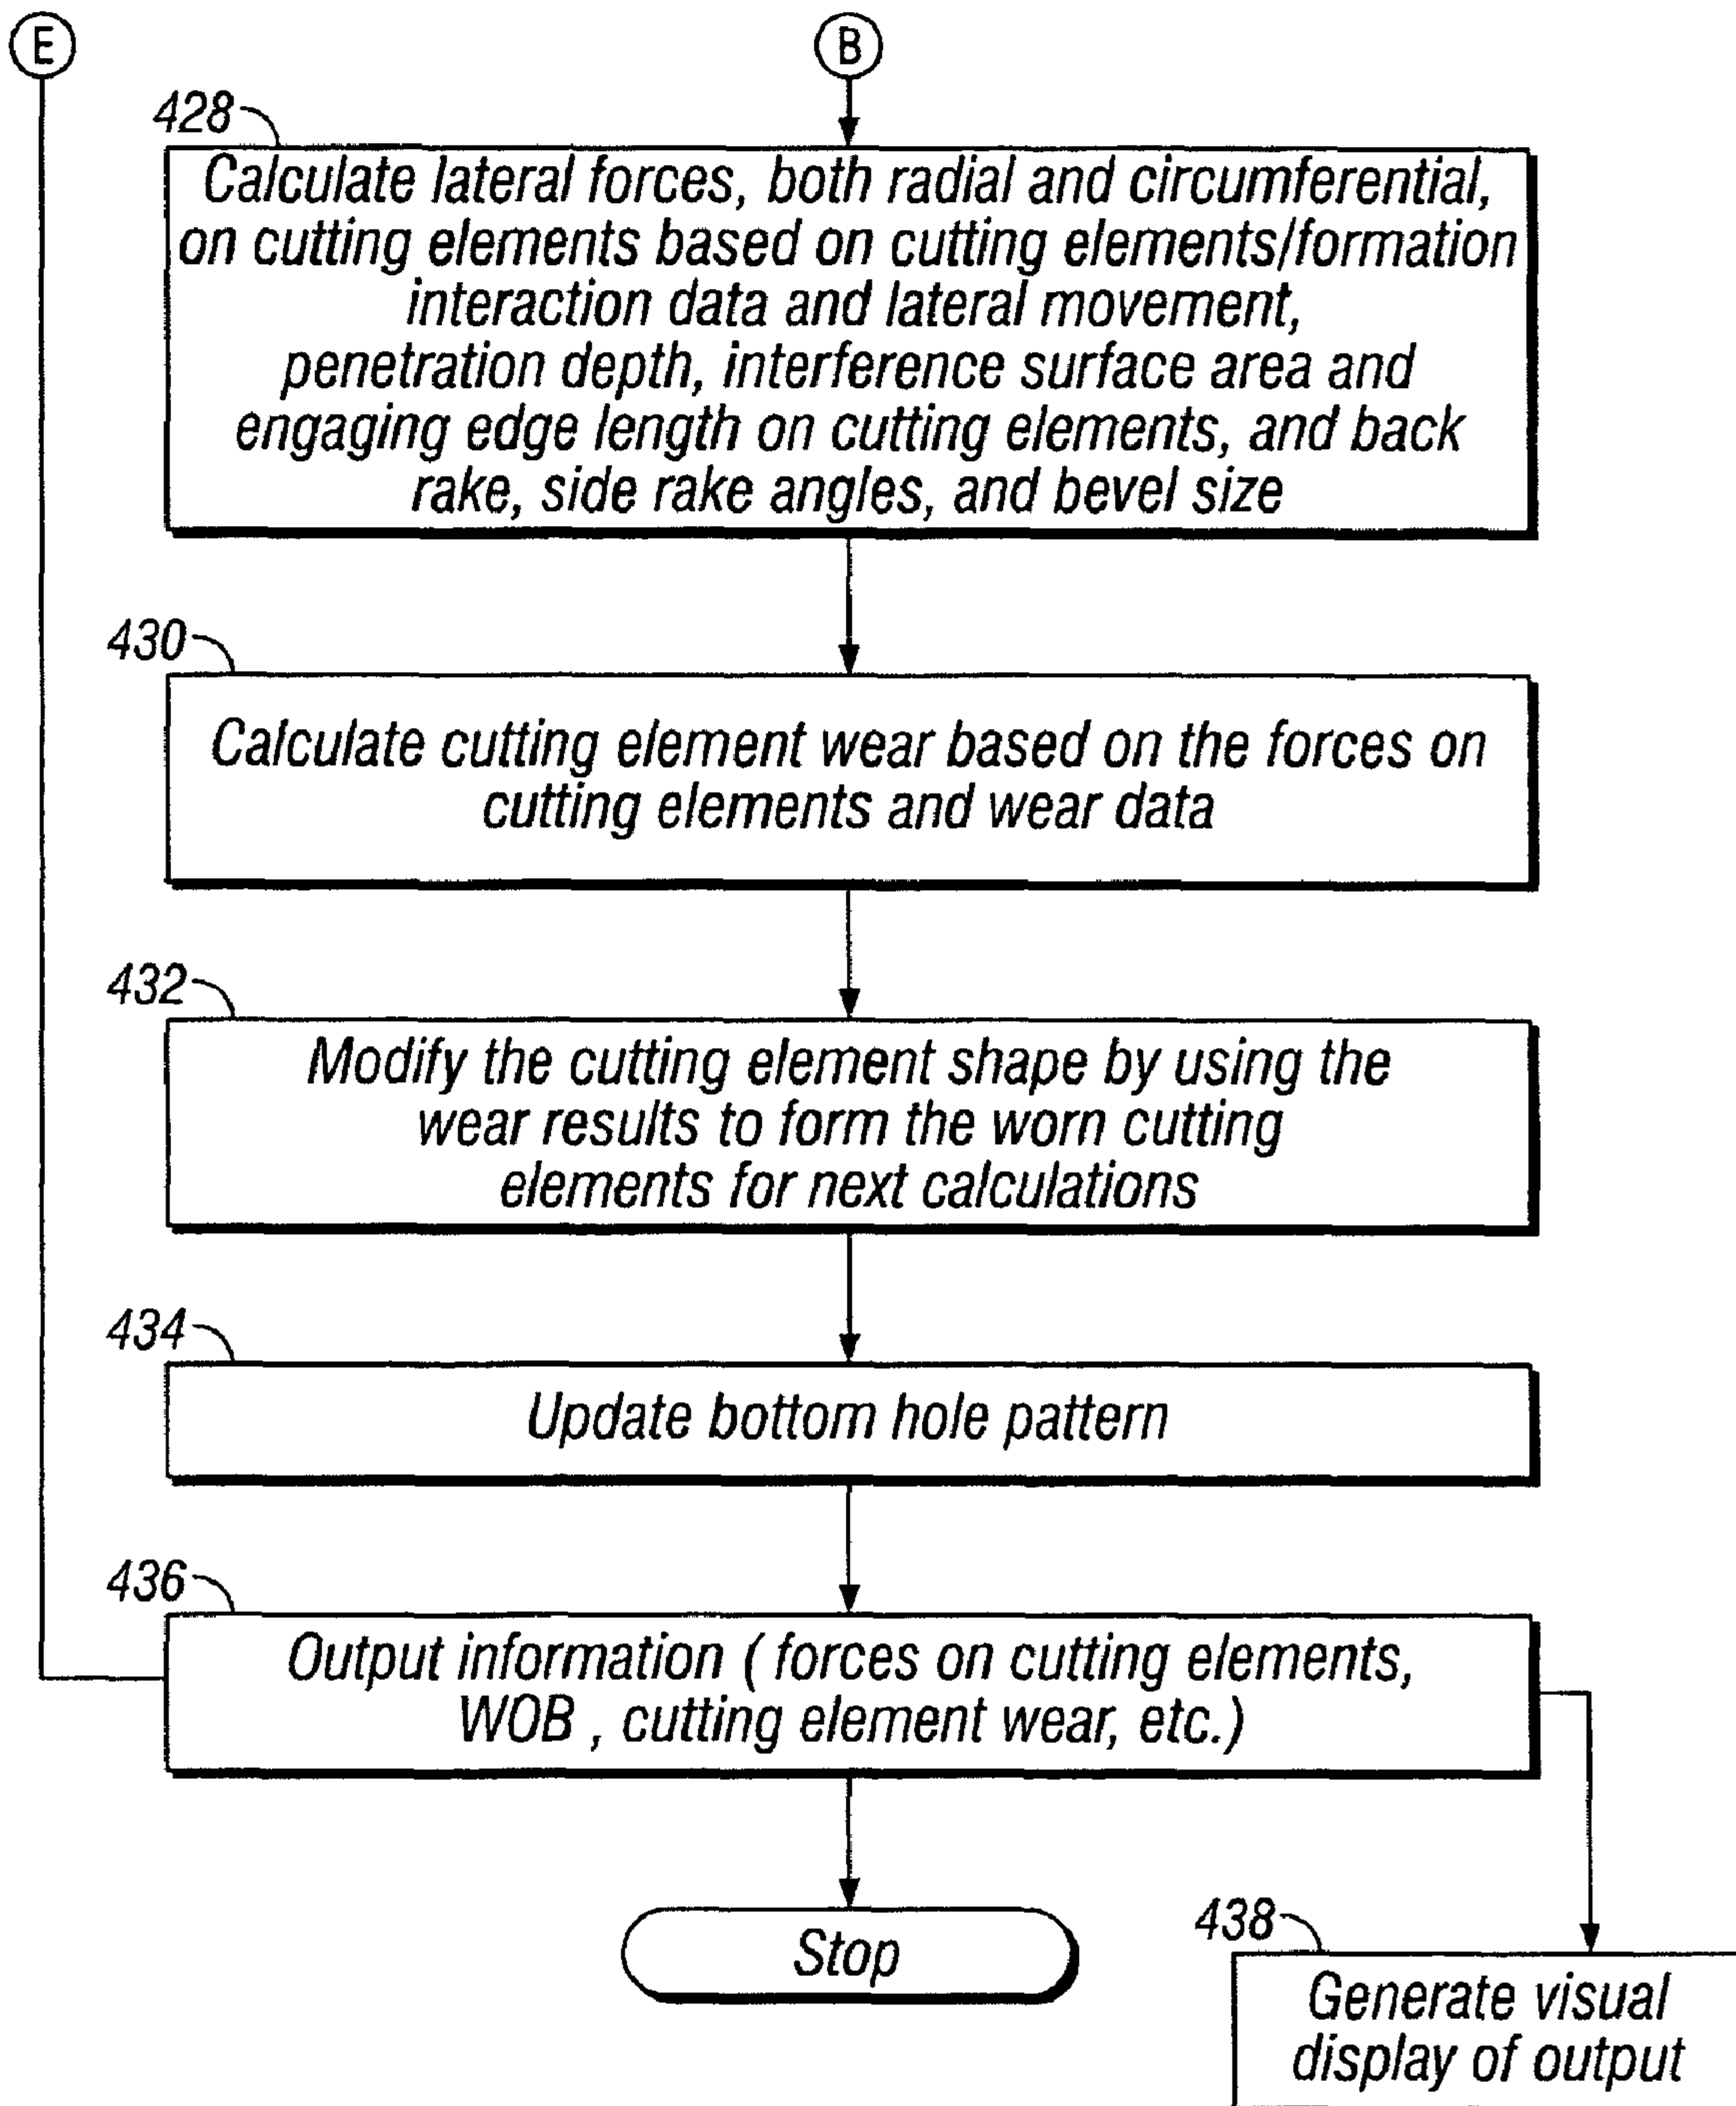 E
B
428
Calculate lateral forces, both radial and circumferential,
on cutting elements based on cutting elements/formation
interaction data and lateral movement,
penetration depth, interference surface area and
engaging edge length on cutting elements, and back
rake, side rake angles, and bevel size
430
Calculate cutting element wear based on the forces on
cutting elements and wear data
432
Modify the cutting element shape by using the
wear results to form the worn cutting
elements for next calculations
434
Update bottom hole pattern
436
Output information ( forces on cutting elements,
WOB , cutting element wear, etc.)
Stop
438
Generate visual
display of output